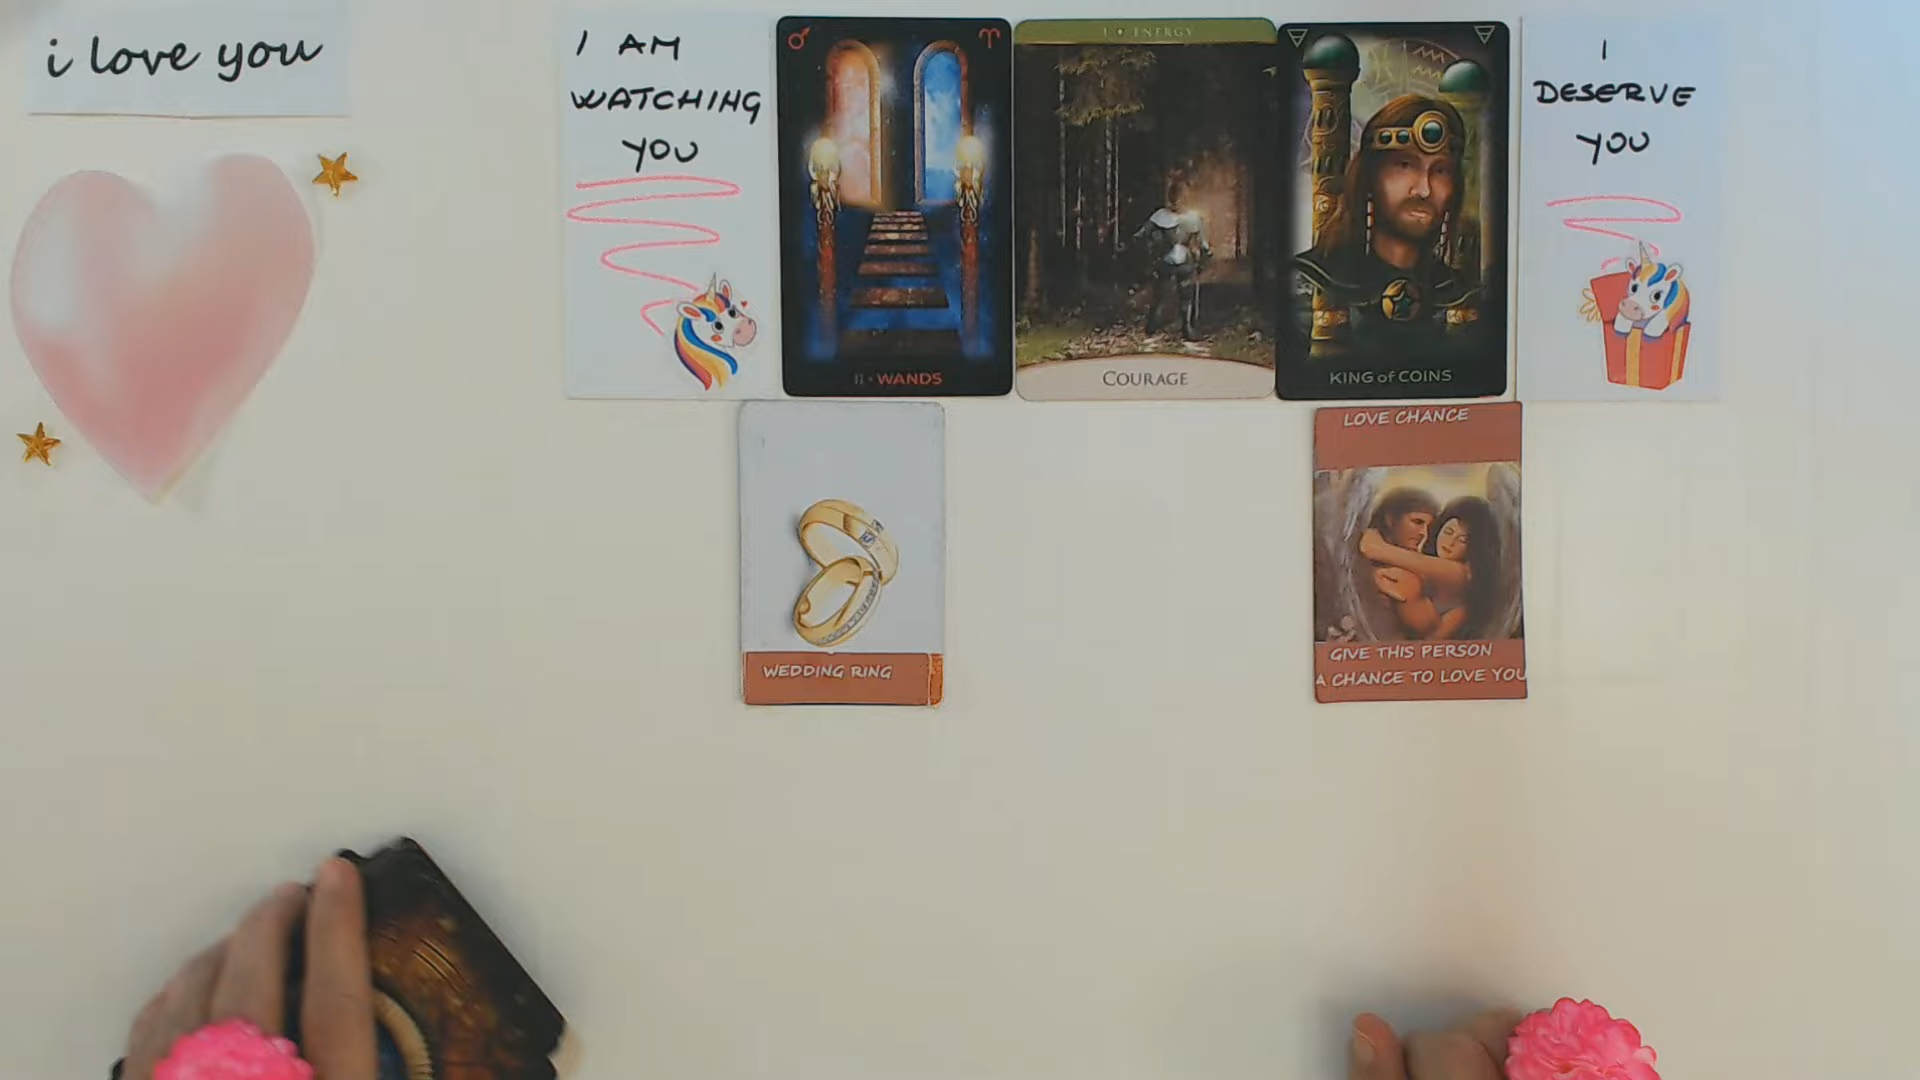 i love you
I AM
WATCHING
YOU
II • WANDS
I • ENERGY
COURAGE
KING of COINS
I
DESERVE
YOU
WEDDING RING
LOVE CHANCE
GIVE THIS PERSON
A CHANCE TO LOVE YOU